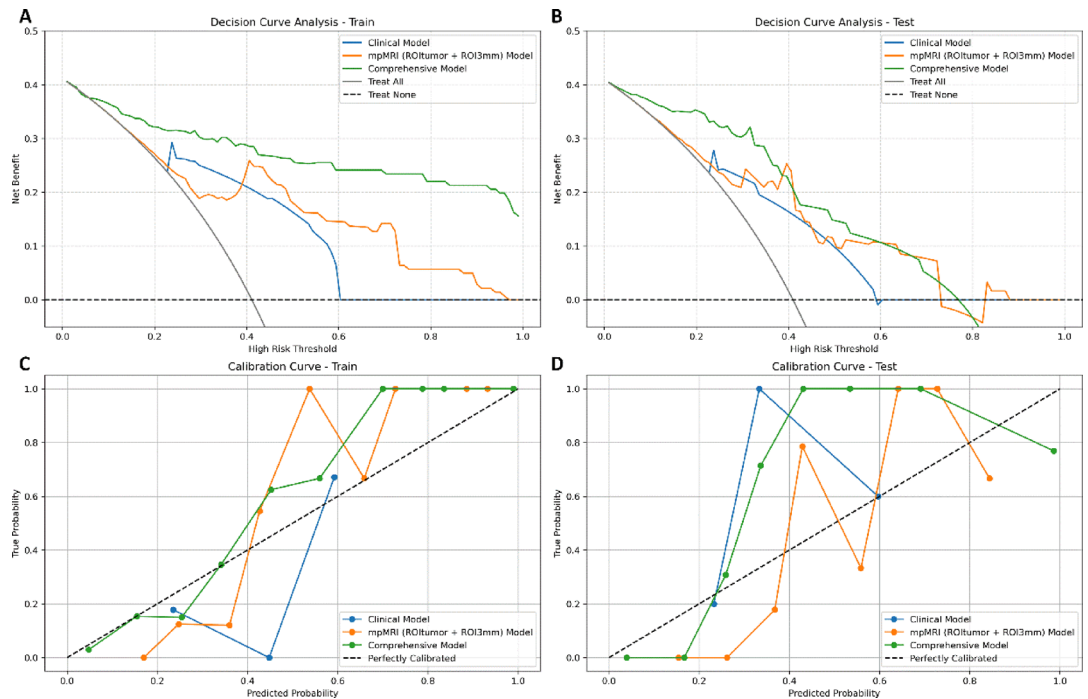 A
Decision Curve Analysis - Train
0.5
0.4
0.3
0.2
0.1
0.0
Net Benefit
Clinical Model
mpMRI (ROItumor + ROI3mm) Model
Comprehensive Model
Treat All
Treat None
0.0 0.2 0.4 0.6 0.8 1.0
High Risk Threshold
B
Decision Curve Analysis - Test
0.5
0.4
0.3
0.2
0.1
0.0
Net Benefit
Clinical Model
mpMRI (ROItumor + ROI3mm) Model
Comprehensive Model
Treat All
Treat None
0.0 0.2 0.4 0.6 0.8 1.0
High Risk Threshold
C
Calibration Curve - Train
1.0
0.8
0.6
0.4
0.2
0.0
True Probability
Clinical Model
mpMRI (ROItumor + ROI3mm) Model
Comprehensive Model
Perfectly Calibrated
0.0 0.2 0.4 0.6 0.8 1.0
Predicted Probability
D
Calibration Curve - Test
1.0
0.8
0.6
0.4
0.2
0.0
True Probability
Clinical Model
mpMRI (ROItumor + ROI3mm) Model
Comprehensive Model
Perfectly Calibrated
0.0 0.2 0.4 0.6 0.8 1.0
Predicted Probability